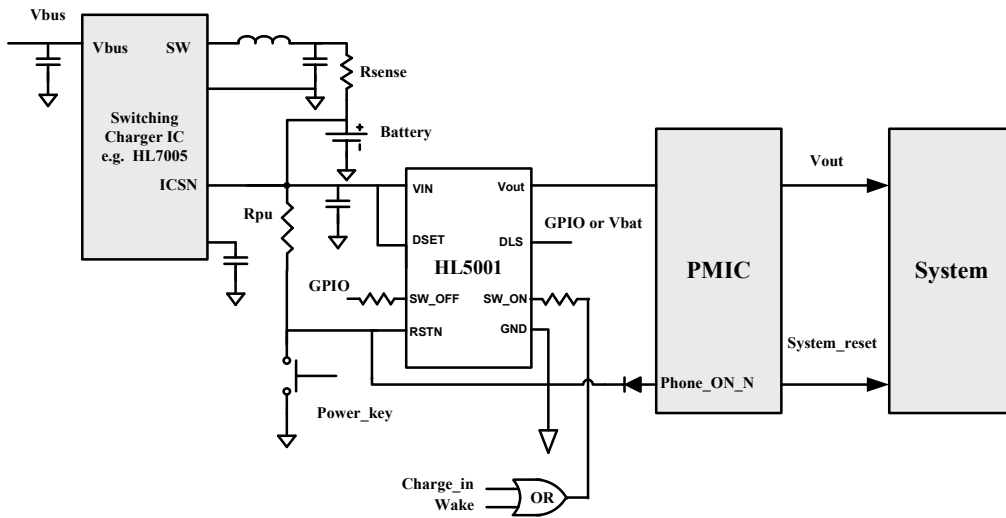 Vbus
Vbus
SW
Rsense
Switching
Charger IC
e.g. HL7005
Battery
+
ICSN
VIN
Vout
Vout
Rpu
GPIO or Vbat
DSET
DLS
HL5001
PMIC
System
GPIO
SW_OFF
SW_ON
RSTN
GND
System_reset
Phone_ON_N
Power_key
Charge_in
Wake
OR